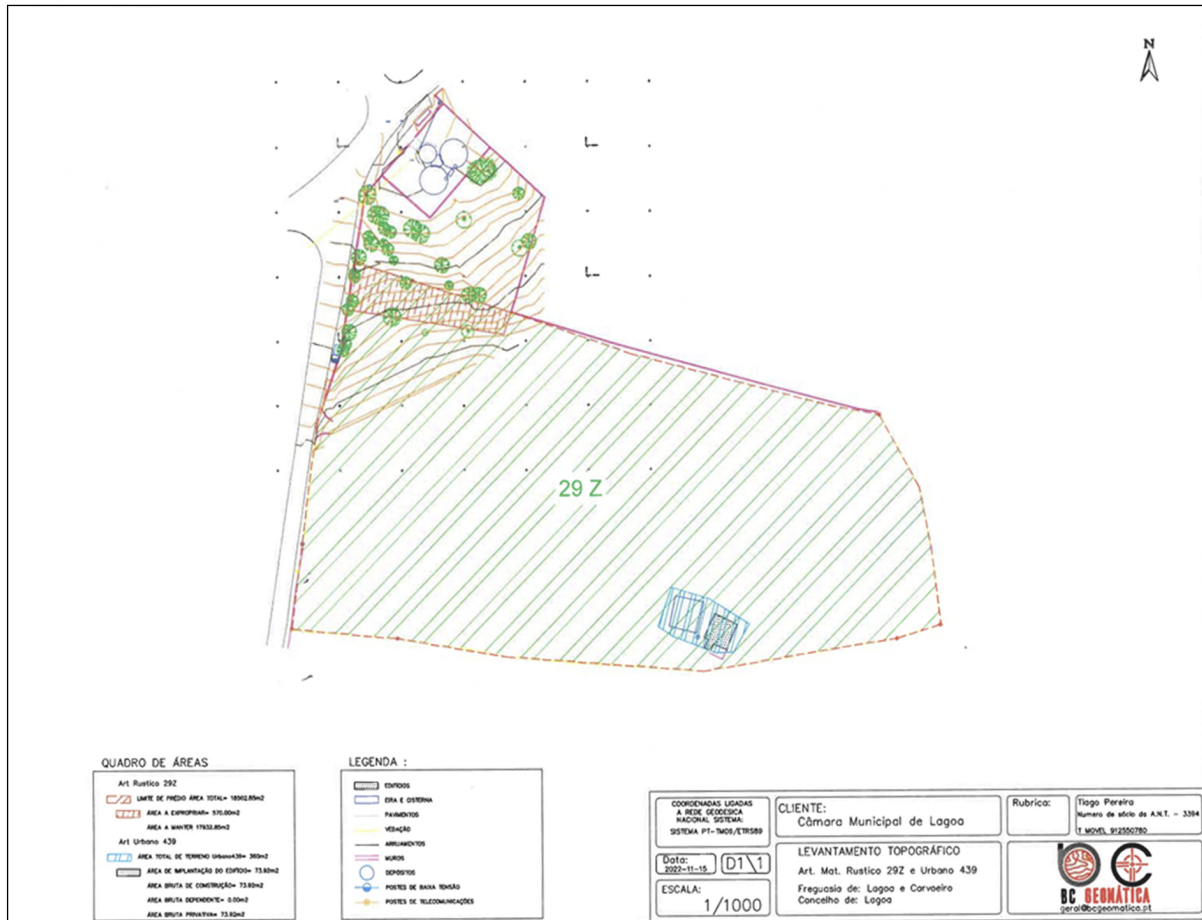 N
29 Z
QUADRO DE ÁREAS
Art Rustico 29Z
LIMITE DE PRÉDIO ÁREA TOTAL= 18502.85m2
ÁREA A EXPROPRIAR= 570.00m2
ÁREA A MANTER 17932.85m2
Art Urbano 439
ÁREA TOTAL DE TERRENO Urbano439= 360m2
ÁREA DE IMPLANTAÇÃO DO EDIFÍCIO= 73.92m2
ÁREA BRUTA DE CONSTRUÇÃO= 73.92m2
ÁREA BRUTA DEPENDENTE= 0.00m2
ÁREA BRUTA PRIVATIVA= 73.92m2
LEGENDA :
EDIFICIOS
EIRA E CISTERNA
PAVIMENTOS
VEDAÇÃO
ARRUAMENTOS
MUROS
DEPÓSITOS
POSTES DE BAIXA TENSÃO
POSTES DE TELECOMUNICAÇÕES
COORDENADAS LIGADAS
A REDE GEODESICA
NACIONAL SISTEMA:
SISTEMA PT-TM06/ETRS89
Data:
2022-11-15
D1\1
ESCALA:
1/1000
CLIENTE:
Câmara Municipal de Lagoa
Rubrica:
Tiago Pereira
Numero de sócio da A.N.T. - 3394
T MOVEL 912550780
LEVANTAMENTO TOPOGRÁFICO
Art. Mat. Rustico 29Z e Urbano 439
Freguasia de: Lagoa e Carvoeiro
Concelho de: Lagoa
BC GEOMÁTICA
geral@bcgeomatica.pt